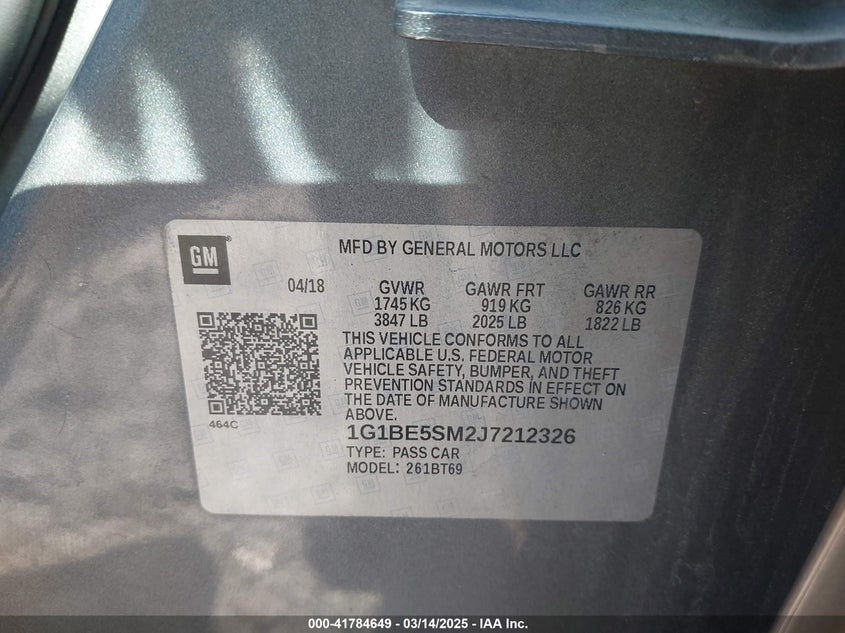 GM
MFD BY GENERAL MOTORS LLC
04/18 GVWR GAWR FRT GAWR RR
1745 KG 919 KG 826 KG
3847 LB 2025 LB 1822 LB
THIS VEHICLE CONFORMS TO ALL
APPLICABLE U.S. FEDERAL MOTOR
VEHICLE SAFETY, BUMPER, AND THEFT
PREVENTION STANDARDS IN EFFECT ON
THE DATE OF MANUFACTURE SHOWN
ABOVE.
464C
1G1BE5SM2J7212326
TYPE: PASS CAR
MODEL: 261BT69
000-41784649 - 03/14/2025 - IAA Inc.